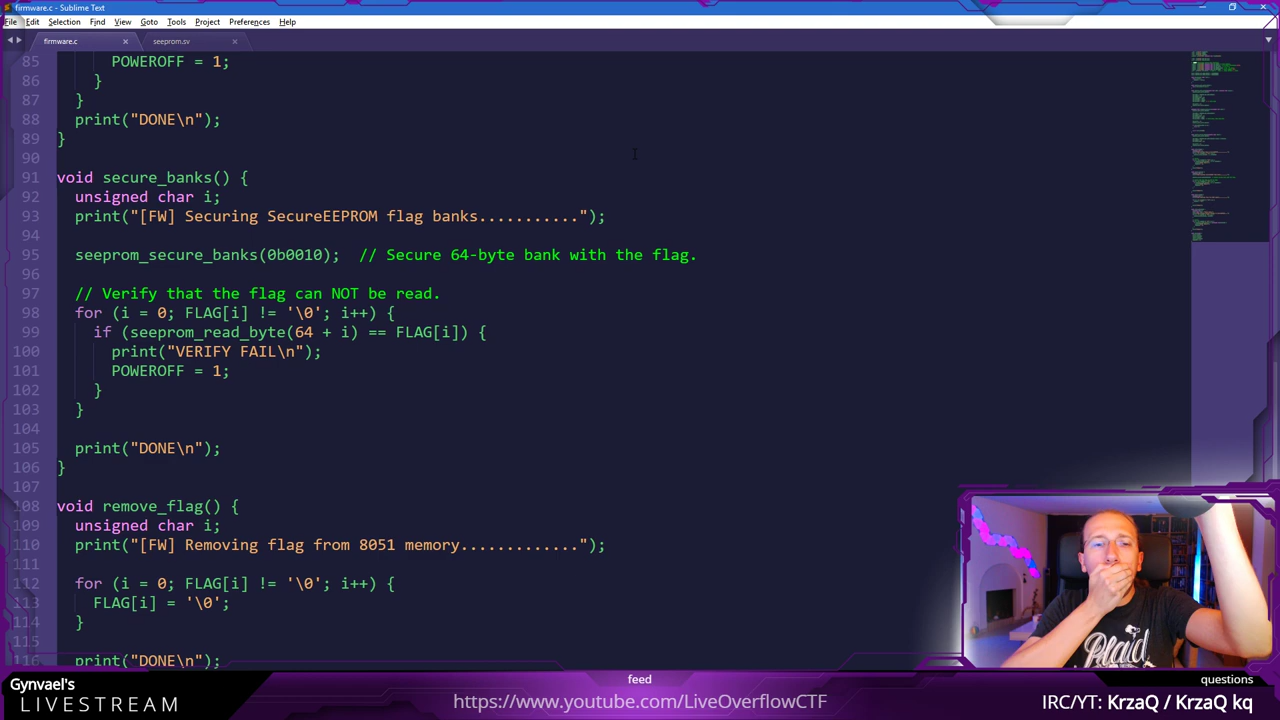 firmware.c - Sublime Text
File Edit Selection Find View Goto Tools Project Preferences Help
firmware.c × seeprom.sv ×
85 POWEROFF = 1;
86 }
87 }
88 print("DONE\n");
89 }
90
91 void secure_banks() {
92 unsigned char i;
93 print("[FW] Securing SecureEEPROM flag banks...........");
94
95 seeprom_secure_banks(0b0010); // Secure 64-byte bank with the flag.
96
97 // Verify that the flag can NOT be read.
98 for (i = 0; FLAG[i] != '\0'; i++) {
99 if (seeprom_read_byte(64 + i) == FLAG[i]) {
100 print("VERIFY FAIL\n");
101 POWEROFF = 1;
102 }
103 }
104
105 print("DONE\n");
106 }
107
108 void remove_flag() {
109 unsigned char i;
110 print("[FW] Removing flag from 8051 memory.............");
111
112 for (i = 0; FLAG[i] != '\0'; i++) {
113 FLAG[i] = '\0';
114 }
115
116 print("DONE\n");
Plaid
Gynvael's
LIVESTREAM
feed
https://www.youtube.com/LiveOverflowCTF
questions
IRC/YT: KrzaQ / KrzaQ kq